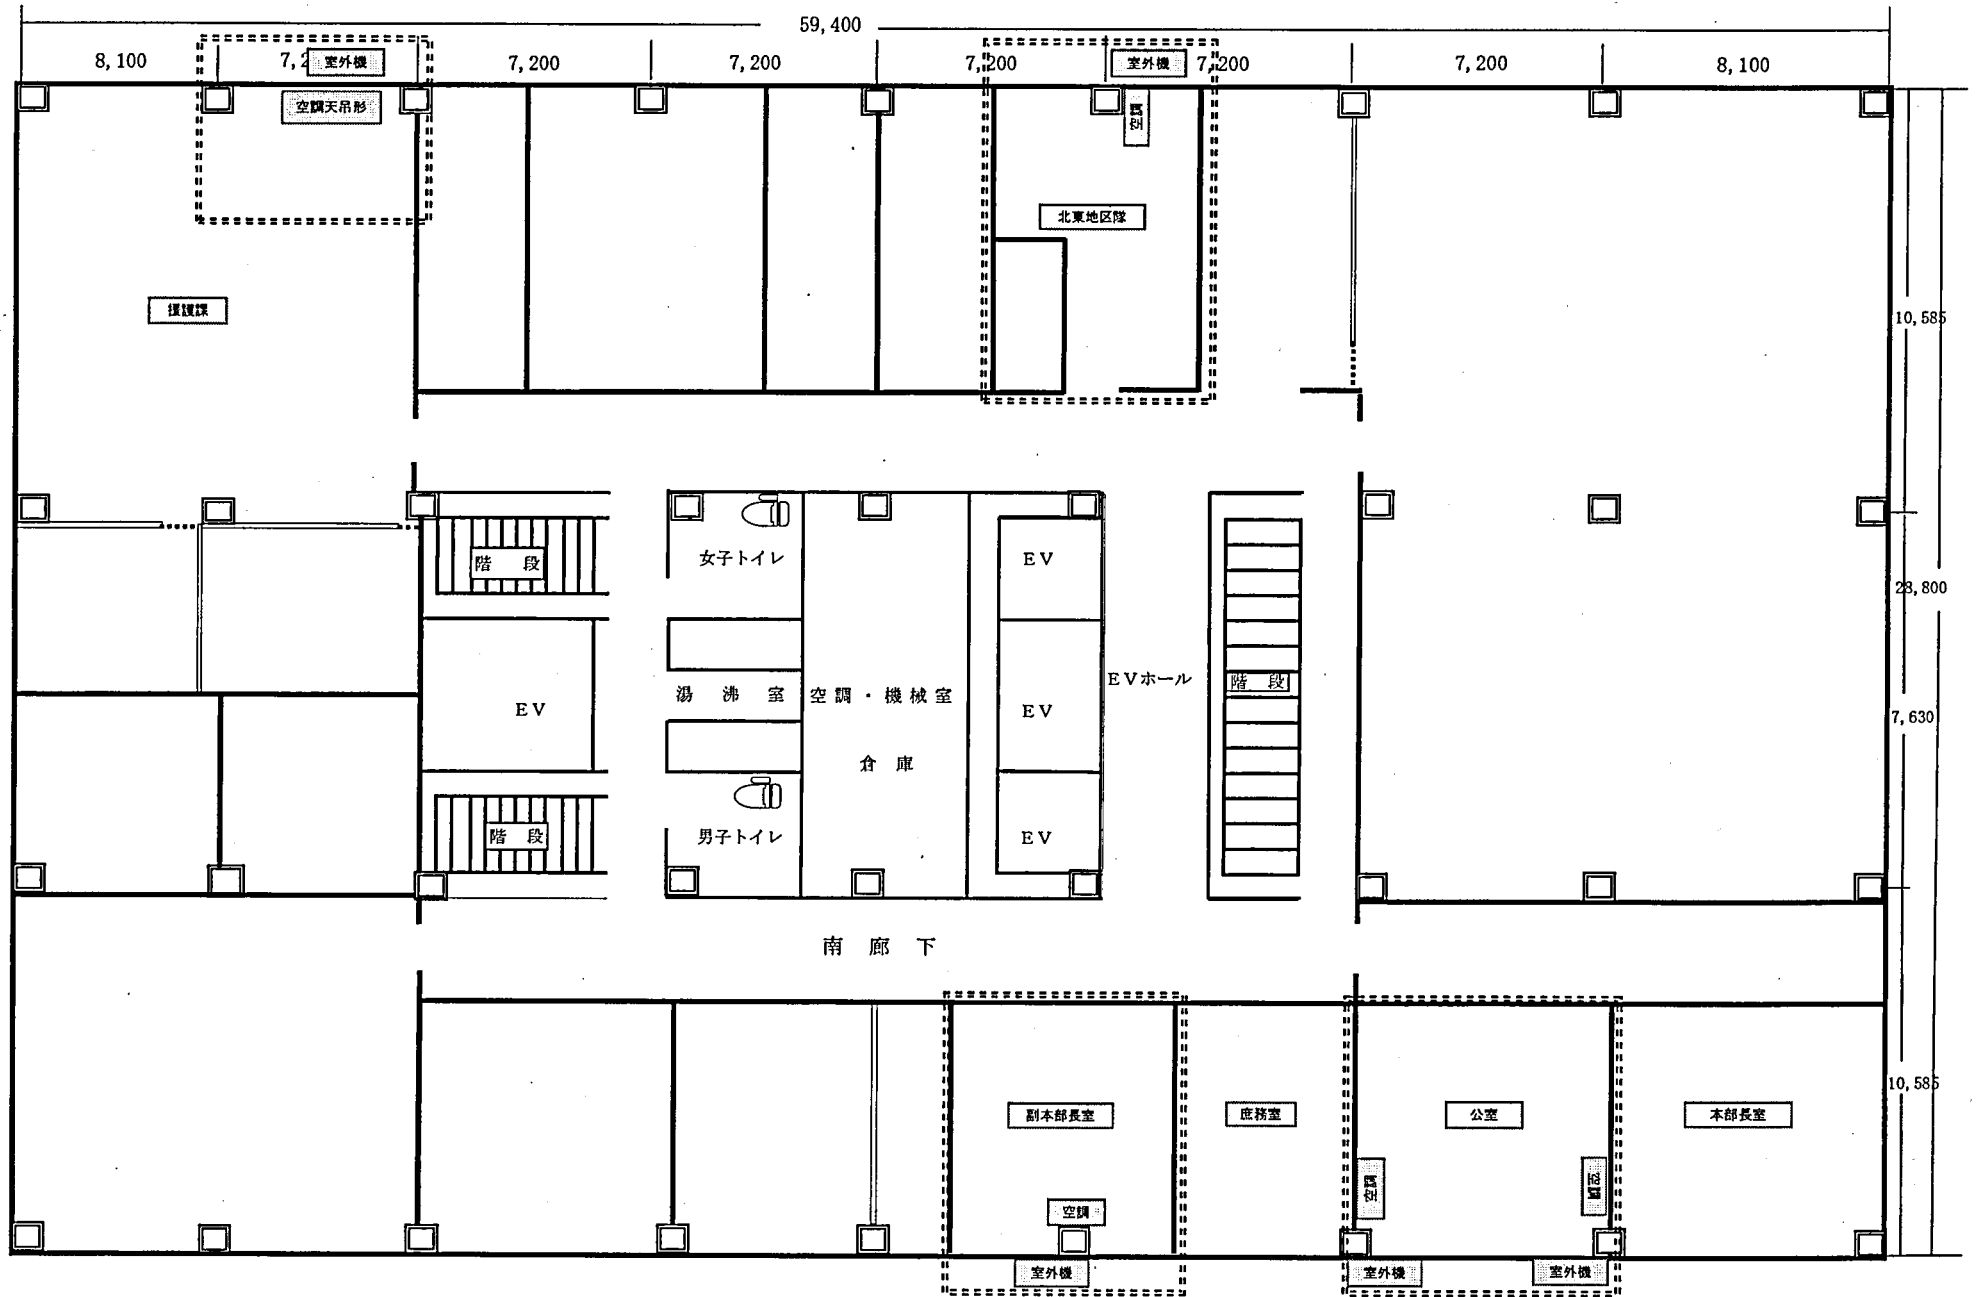 59,400
8,100
7,2
室外機
7,200
7,200
7,200
室外機
7,200
7,200
8,100
空調天吊形
空調
北東地区隊
援護課
10,585
階 段
女子トイレ
EV
23,800
EV
湯 沸 室
空調・機械室
EV
EVホール
階 段
7,630
倉 庫
階 段
男子トイレ
EV
南 廊 下
10,585
副本部長室
庶務室
公室
本部長室
空調
空調
空調
室外機
室外機
室外機